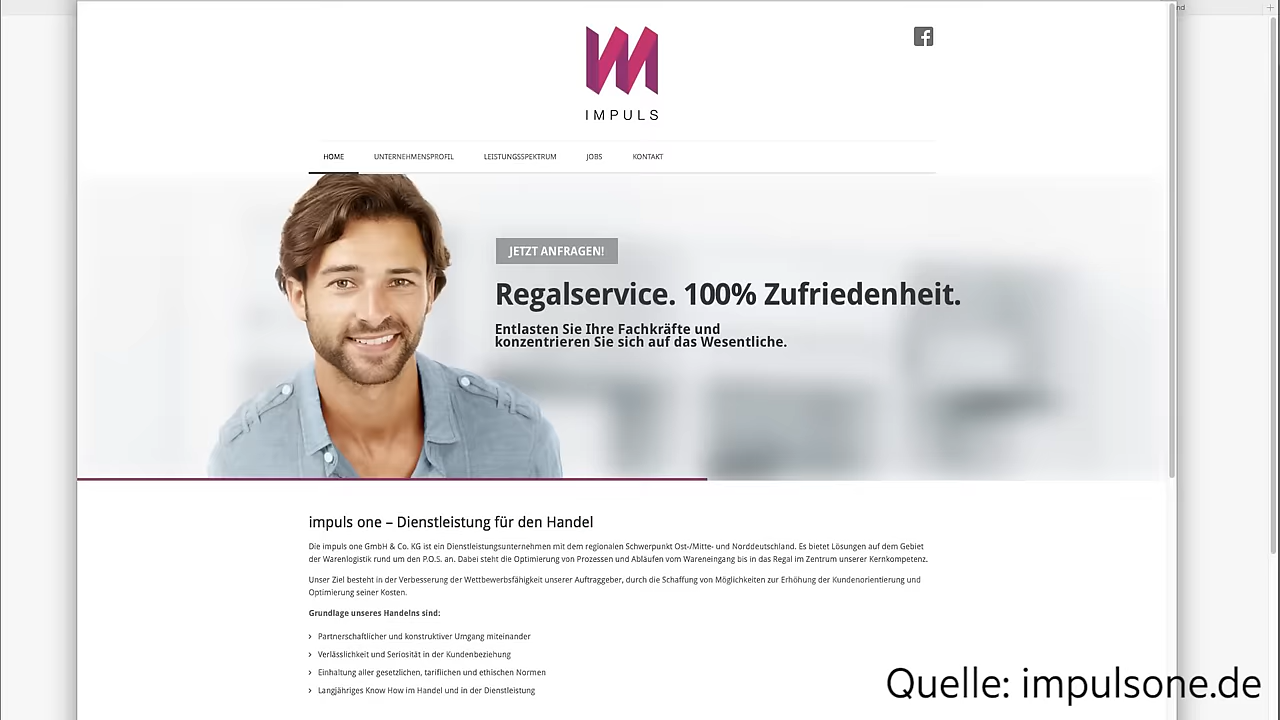 nd
IMPULS
HOME UNTERNEHMENSPROFIL LEISTUNGSSPEKTRUM JOBS KONTAKT
JETZT ANFRAGEN!
Regalservice. 100% Zufriedenheit.
Entlasten Sie Ihre Fachkräfte und
konzentrieren Sie sich auf das Wesentliche.
impuls one – Dienstleistung für den Handel
Die impuls one GmbH & Co. KG ist ein Dienstleistungsunternehmen mit dem regionalen Schwerpunkt Ost-/Mitte- und Norddeutschland. Es bietet Lösungen auf dem Gebiet
der Warenlogistik rund um den P.O.S. an. Dabei steht die Optimierung von Prozessen und Abläufen vom Wareneingang bis in das Regal im Zentrum unserer Kernkompetenz.
Unser Ziel besteht in der Verbesserung der Wettbewerbsfähigkeit unserer Auftraggeber, durch die Schaffung von Möglichkeiten zur Erhöhung der Kundenorientierung und
Optimierung seiner Kosten.
Grundlage unseres Handelns sind:
Partnerschaftlicher und konstruktiver Umgang miteinander
Verlässlichkeit und Seriosität in der Kundenbeziehung
Einhaltung aller gesetzlichen, tariflichen und ethischen Normen
Langjähriges Know How im Handel und in der Dienstleistung
Quelle: impulsone.de